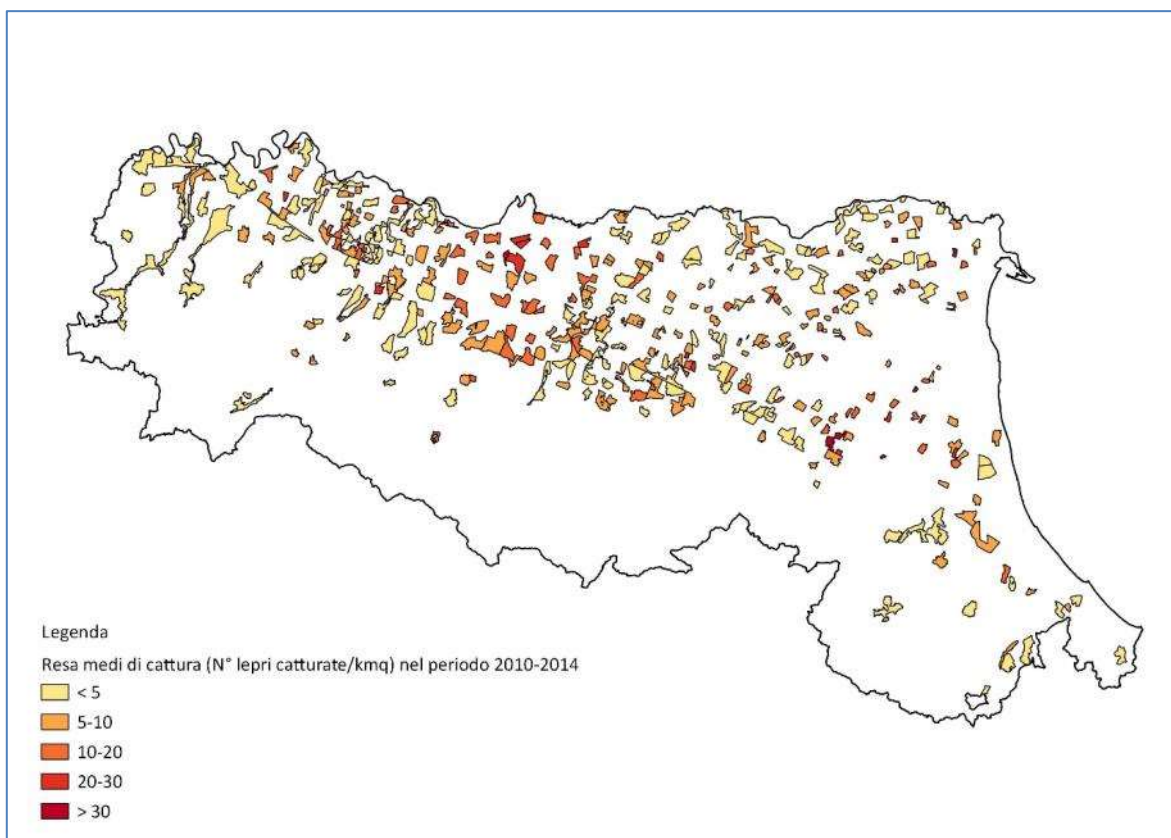 Legenda
Resa medi di cattura (N° lepri catturate/kmq) nel periodo 2010-2014
< 5
5-10
10-20
20-30
> 30